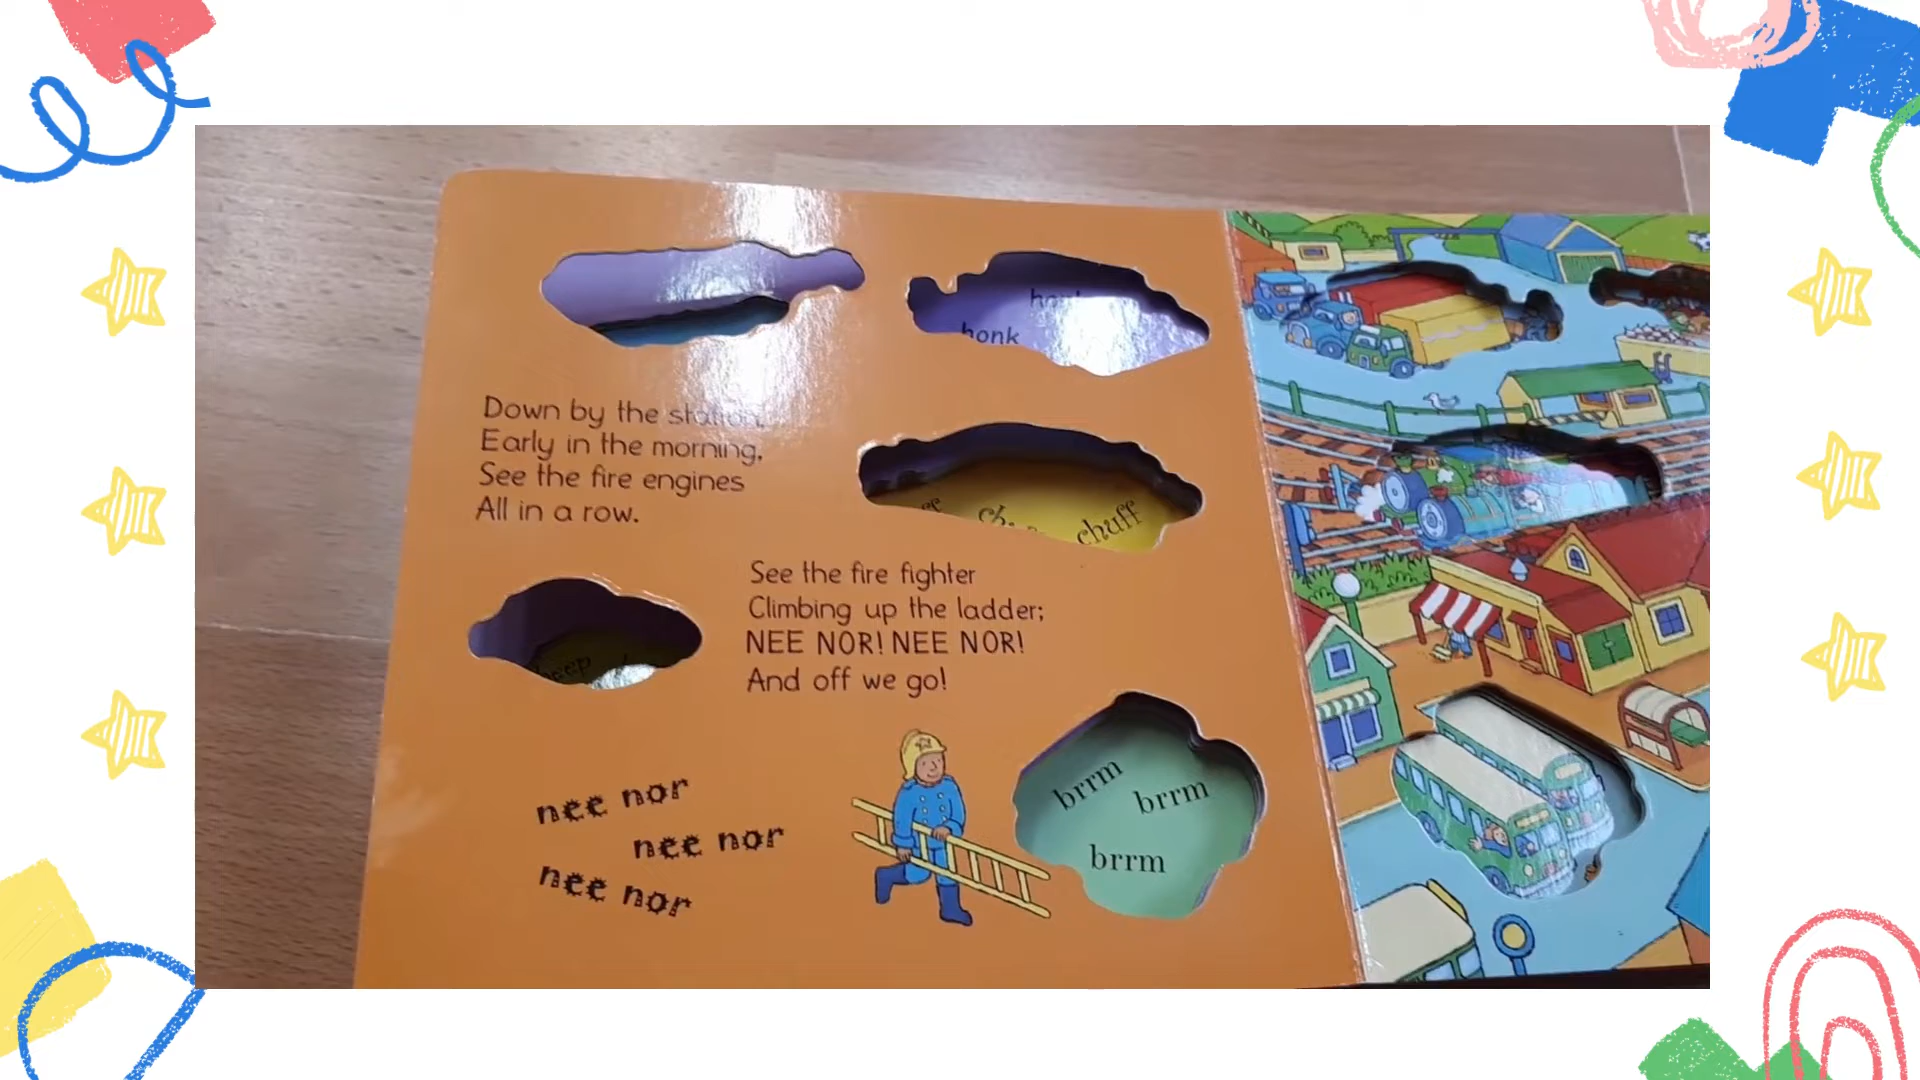 honk
Down by the station,
Early in the morning,
See the fire engines
All in a row.
chuff
See the fire fighter
Climbing up the ladder;
NEE NOR! NEE NOR!
And off we go!
nee nor
nee nor
nee nor
brrm
brrm
brrm